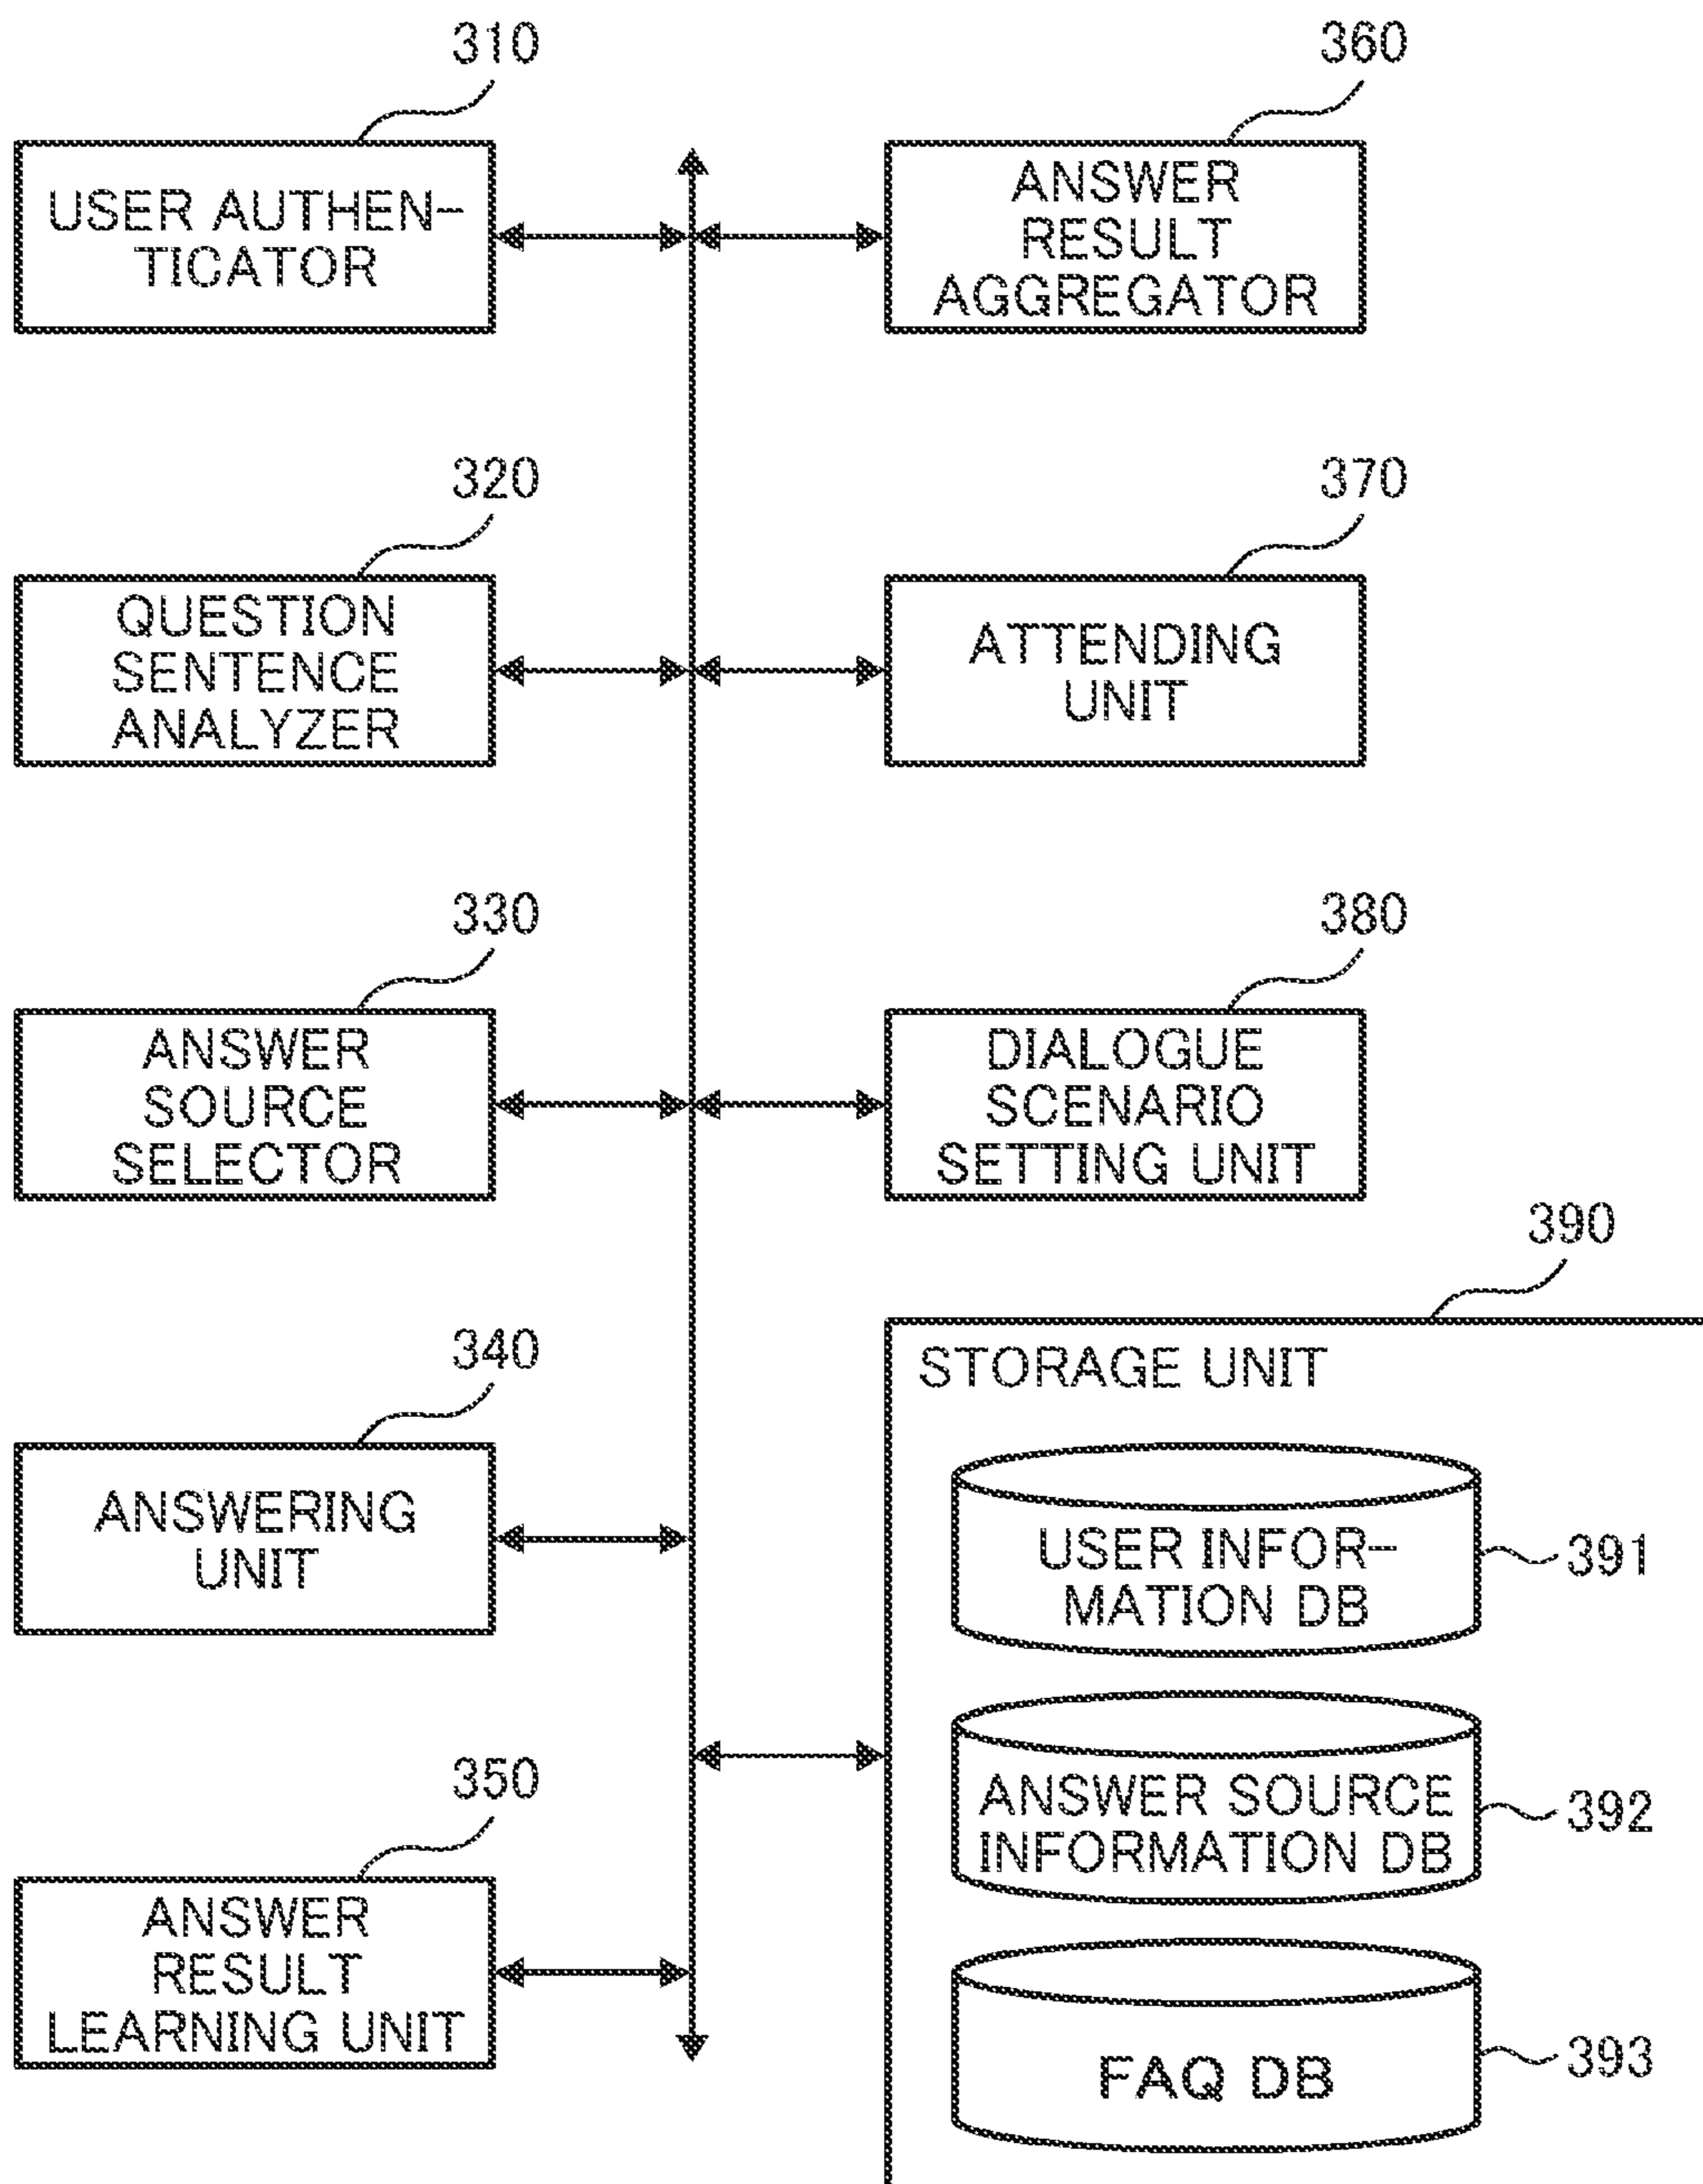 310
USER AUTHEN-
TICATOR
320
QUESTION
SENTENCE
ANALYZER
330
ANSWER
SOURCE
SELECTOR
340
ANSWERING
UNIT
350
ANSWER
RESULT
LEARNING UNIT
360
ANSWER
RESULT
AGGREGATOR
370
ATTENDING
UNIT
380
DIALOGUE
SCENARIO
SETTING UNIT
390
STORAGE UNIT
USER INFOR-
MATION DB
391
ANSWER SOURCE
INFORMATION DB
392
FAQ DB
393